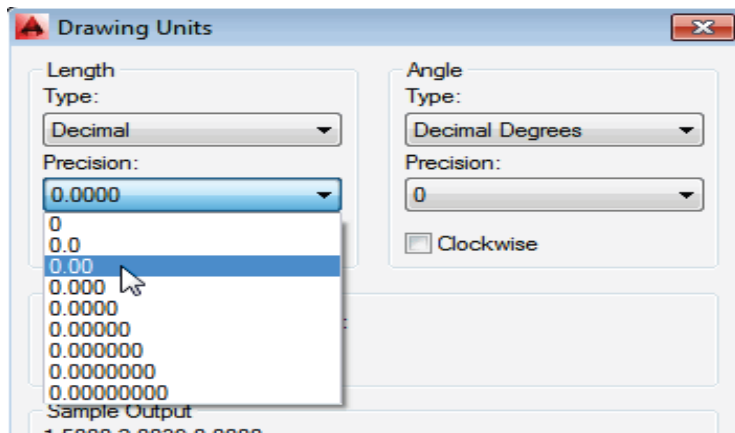 Drawing Units
Length
Type:
Decimal
Precision:
0.0000
0
0.0
0.00
0.000
0.0000
0.00000
0.000000
0.0000000
0.00000000
Angle
Type:
Decimal Degrees
Precision:
0
Clockwise
Sample Output